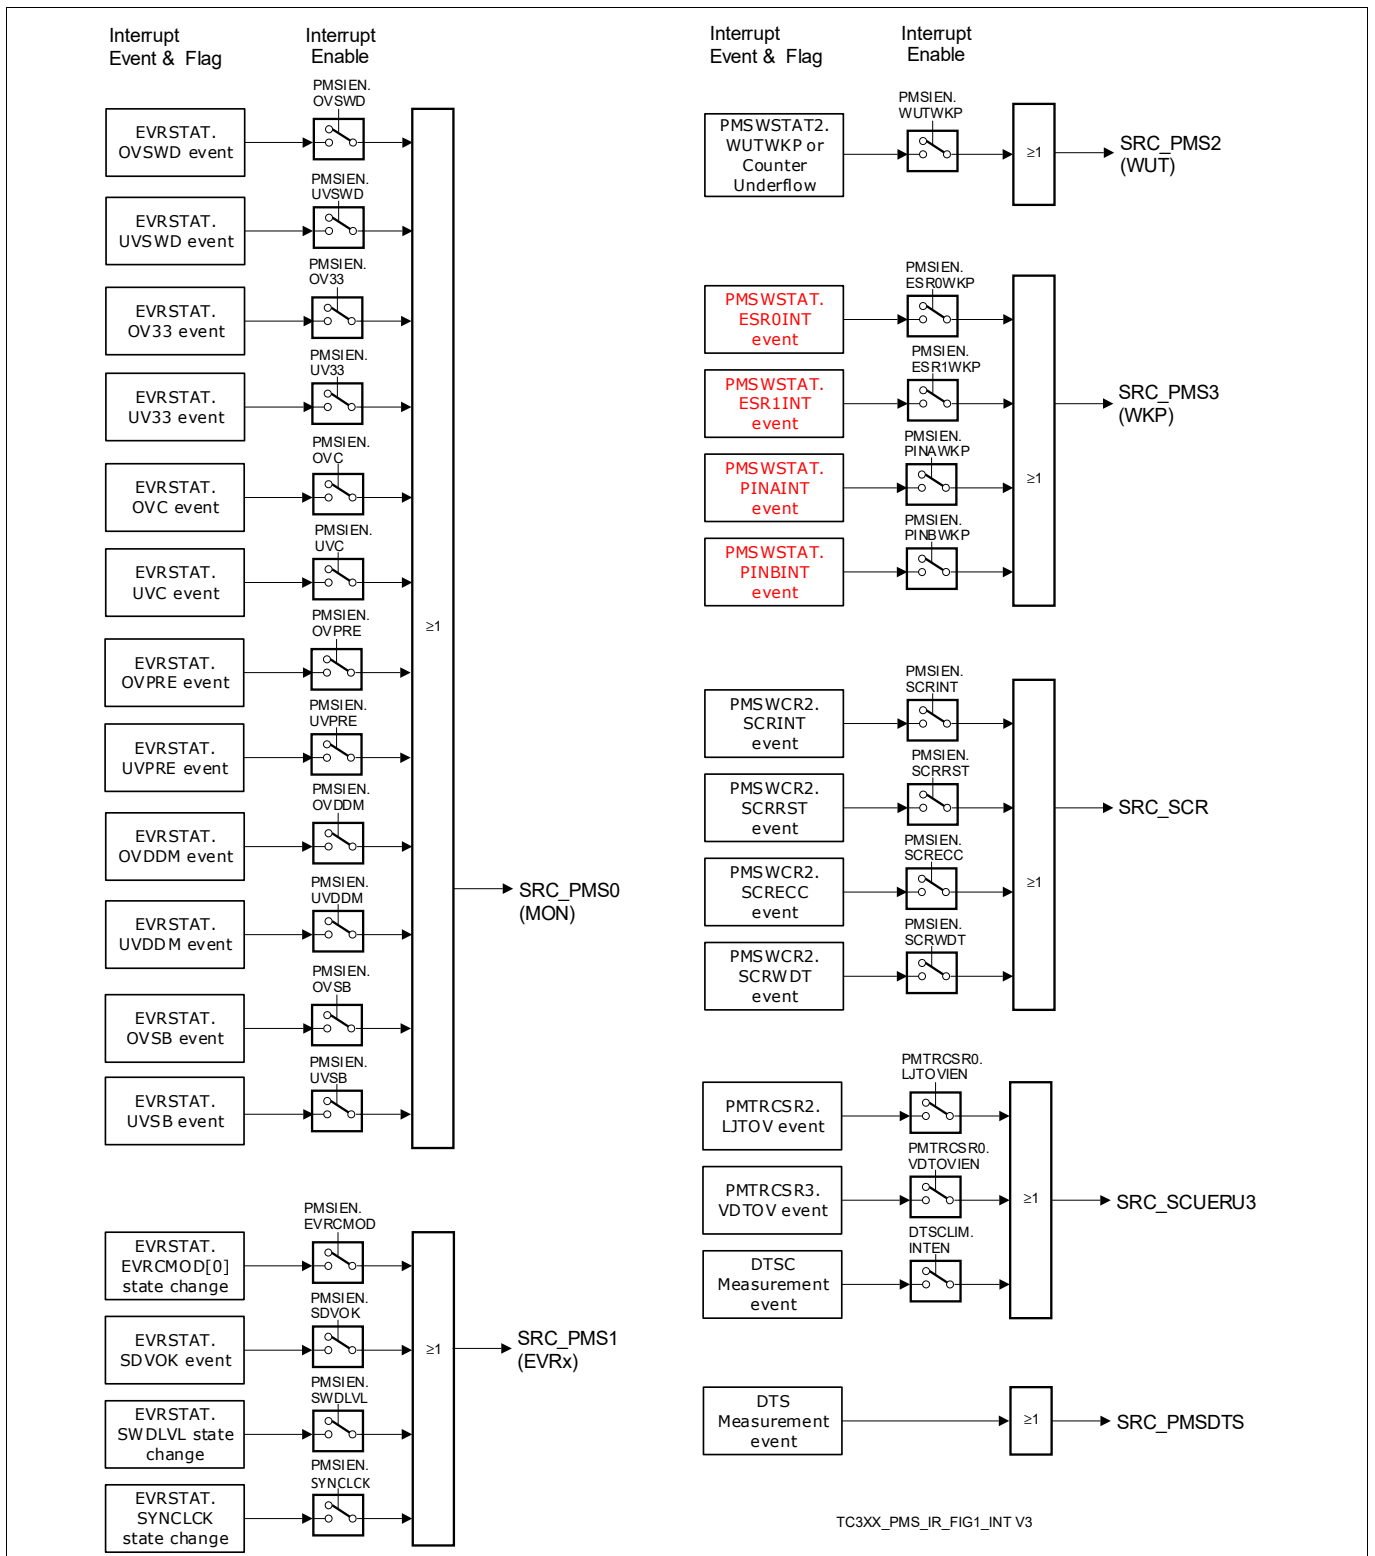 Interrupt
Event & Flag
Interrupt
Enable
PMSIEN.
OVSWD
EVRSTAT.
OVSWD event
PMSIEN.
UVSWD
EVRSTAT.
UVSWD event
PMSIEN.
OV33
EVRSTAT.
OV33 event
PMSIEN.
UV33
EVRSTAT.
UV33 event
PMSIEN.
OVC
EVRSTAT.
OVC event
PMSIEN.
UVC
EVRSTAT.
UVC event
PMSIEN.
OVPRE
EVRSTAT.
OVPRE event
PMSIEN.
UVPRE
EVRSTAT.
UVPRE event
PMSIEN.
OVDDM
EVRSTAT.
OVDDM event
PMSIEN.
UVDDM
EVRSTAT.
UVDDM event
PMSIEN.
OVSB
EVRSTAT.
OVSB event
PMSIEN.
UVSB
EVRSTAT.
UVSB event
≥1
SRC_PMS0
(MON)
PMSIEN.
EVRCMOD
EVRSTAT.
EVRCMOD[0]
state change
PMSIEN.
SDVOK
EVRSTAT.
SDVOK event
PMSIEN.
SWDLVL
EVRSTAT.
SWDLVL state
change
PMSIEN.
SYNCLCK
EVRSTAT.
SYNCLCK
state change
≥1
SRC_PMS1
(EVRx)
Interrupt
Event & Flag
Interrupt
Enable
PMSIEN.
WUTWKP
PMSWSTAT2.
WUTWKP or
Counter
Underflow
≥1
SRC_PMS2
(WUT)
PMSIEN.
ESR0WKP
PMSWSTAT.
ESR0INT
event
PMSIEN.
ESR1WKP
PMSWSTAT.
ESR1INT
event
PMSIEN.
PINAWKP
PMSWSTAT.
PINAINT
event
PMSIEN.
PINBWKP
PMSWSTAT.
PINBINT
event
≥1
SRC_PMS3
(WKP)
PMSIEN.
SCRINT
PMSWCR2.
SCRINT
event
PMSIEN.
SCRRST
PMSWCR2.
SCRRST
event
PMSIEN.
SCRECC
PMSWCR2.
SCRECC
event
PMSIEN.
SCRWDT
PMSWCR2.
SCRWDT
event
≥1
SRC_SCR
PMTRCSR0.
LJTOVIEN
PMTRCSR2.
LJTOV event
PMTRCSR0.
VDTOVIEN
PMTRCSR3.
VDTOV event
DTSCLIM.
INTEN
DTSC
Measurement
event
≥1
SRC_SCUERU3
DTS
Measurement
event
≥1
SRC_PMSDTS
TC3XX_PMS_IR_FIG1_INT V3